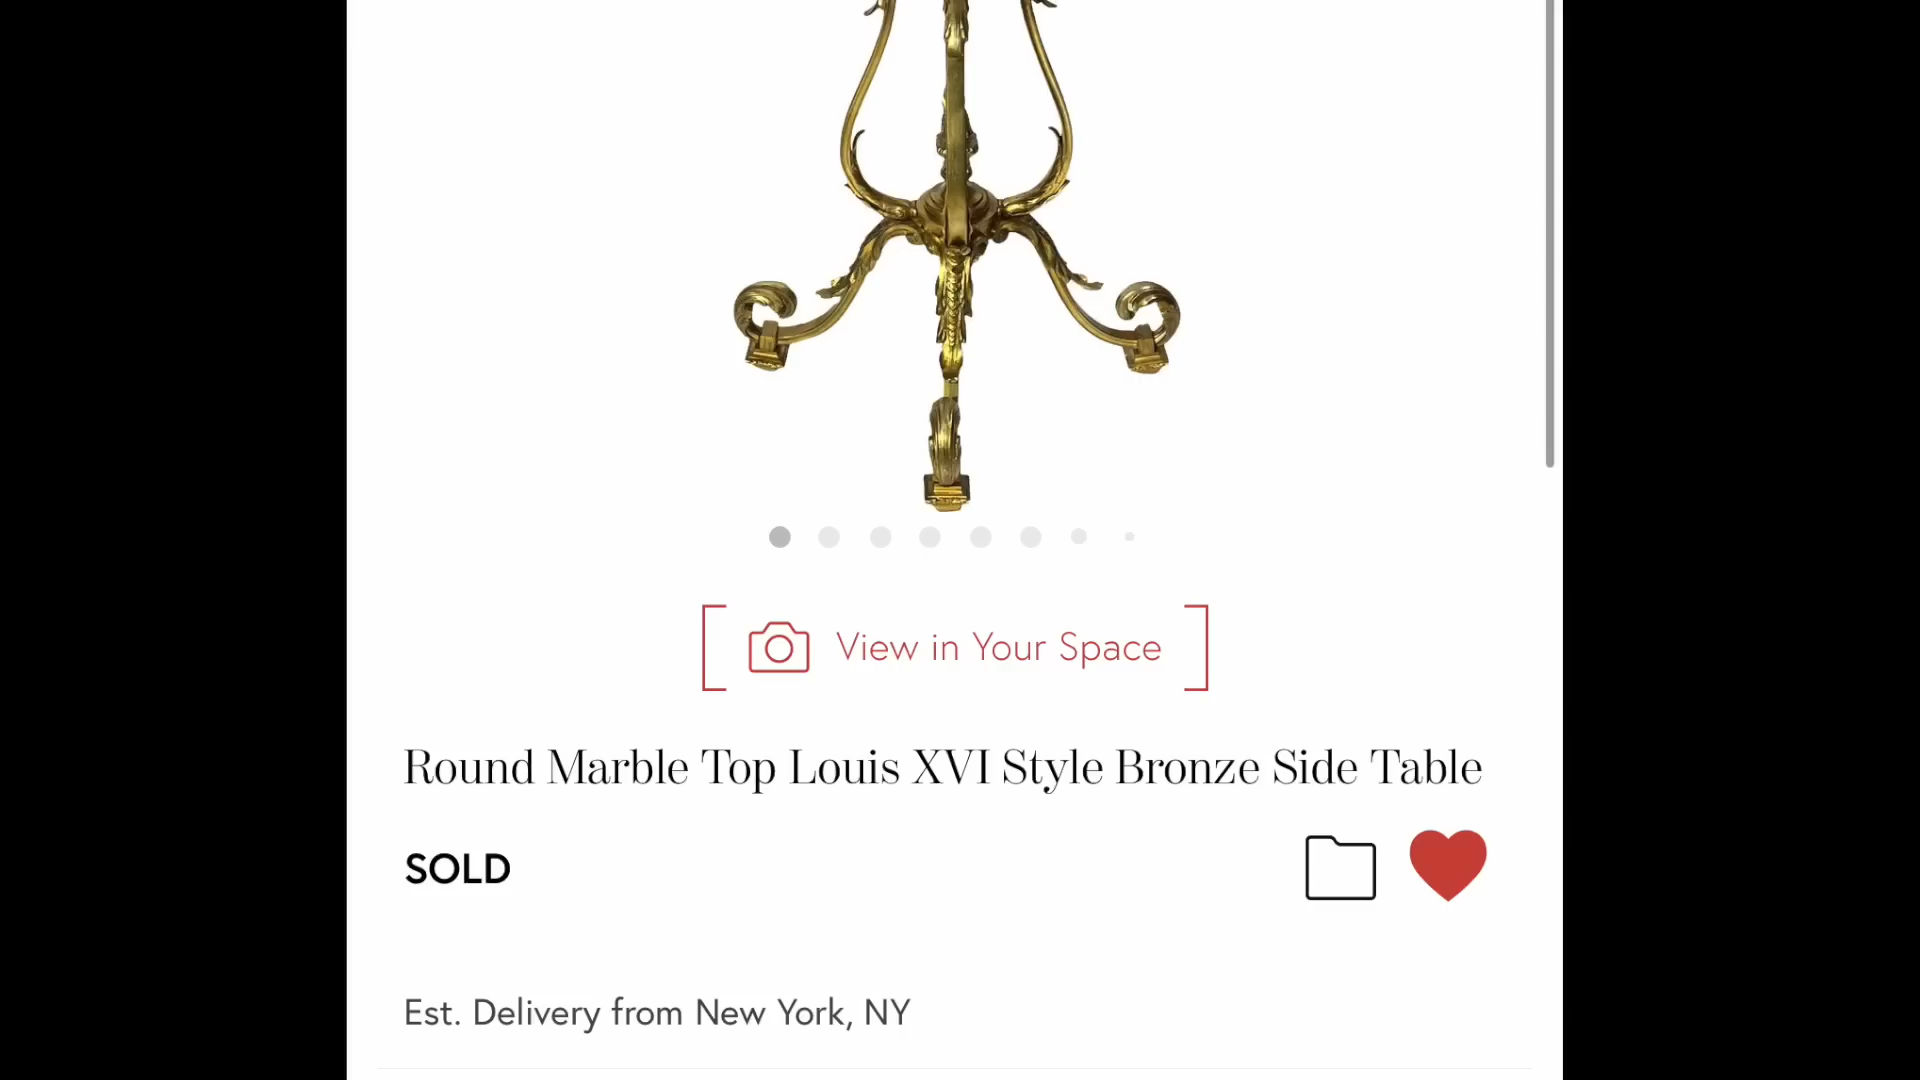 View in Your Space
Round Marble Top Louis XVI Style Bronze Side Table
SOLD
Est. Delivery from New York, NY